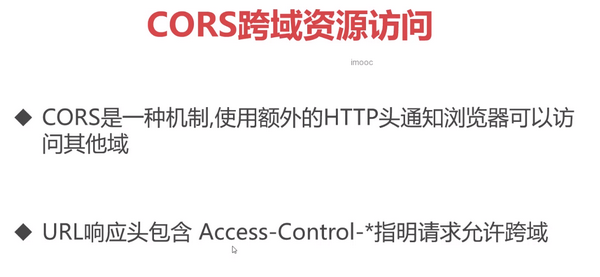 CORS跨域资源访问
imooc
◆ CORS是一种机制,使用额外的HTTP头通知浏览器可以访
问其他域
◆ URL响应头包含 Access-Control-*指明请求允许跨域